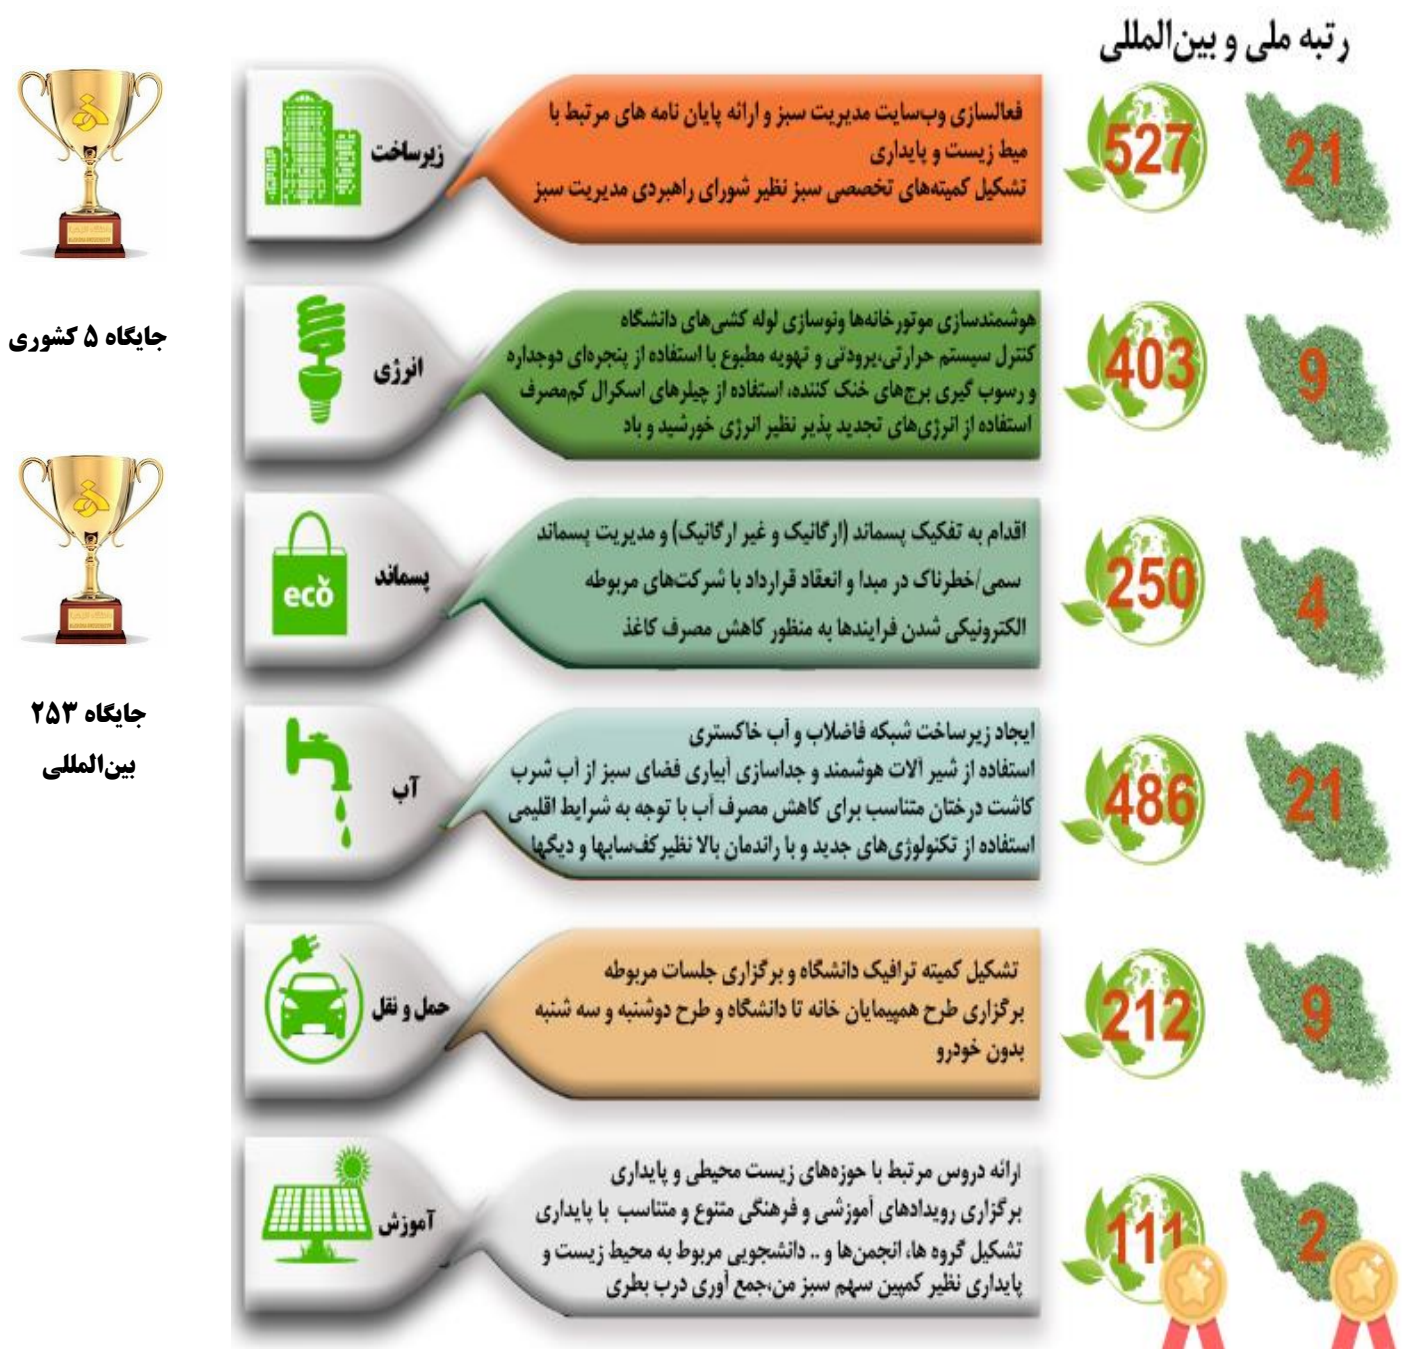 رتبه ملی و بین‌المللی
زیرساخت
فعالسازی وب‌سایت مدیریت سبز و ارائه پایان نامه های مرتبط با
میط زیست و پایداری
تشکیل کمیته‌های تخصصی سبز نظیر شورای راهبردی مدیریت سبز
527
21
انرژی
هوشمندسازی موتورخانه‌ها ونوسازی لوله کشی‌های دانشگاه
کنترل سیستم حرارتی،برودتی و تهویه مطبوع با استفاده از پنجره‌ای دوجداره
و رسوب گیری برج‌های خنک کننده، استفاده از چیلرهای اسکرال کم‌مصرف
استفاده از انرژی‌های تجدید پذیر نظیر انرژی خورشید و باد
403
9
پسماند
eco
اقدام به تفکیک پسماند (ارگانیک و غیر ارگانیک) و مدیریت پسماند
سمی/خطرناک در مبدا و انعقاد قرارداد با شرکت‌های مربوطه
الکترونیکی شدن فرایندها به منظور کاهش مصرف کاغذ
250
4
آب
ایجاد زیرساخت شبکه فاضلاب و آب خاکستری
استفاده از شیر آلات هوشمند و جداسازی آبیاری فضای سبز از آب شرب
کاشت درختان متناسب برای کاهش مصرف آب با توجه به شرایط اقلیمی
استفاده از تکنولوژی‌های جدید و با راندمان بالا نظیر کف‌سابها و دیگها
486
21
حمل و نقل
تشکیل کمیته ترافیک دانشگاه و برگزاری جلسات مربوطه
برگزاری طرح همپیمایان خانه تا دانشگاه و طرح دوشنبه و سه شنبه
بدون خودرو
212
9
آموزش
ارائه دروس مرتبط با حوزه‌های زیست محیطی و پایداری
برگزاری رویدادهای آموزشی و فرهنگی متنوع و متناسب با پایداری
تشکیل گروه ها، انجمن‌ها و .. دانشجویی مربوط به محیط زیست و
پایداری نظیر کمپین سهم سبز من،جمع آوری درب بطری
111
2
جایگاه ۵ کشوری
جایگاه ۲۵۳
بین‌المللی